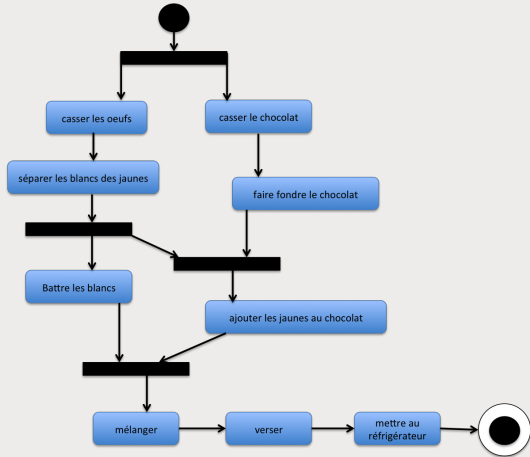 casser les oeufs
casser le chocolat
séparer les blancs des jaunes
faire fondre le chocolat
Battre les blancs
ajouter les jaunes au chocolat
mélanger
verser
mettre au
réfrigérateur